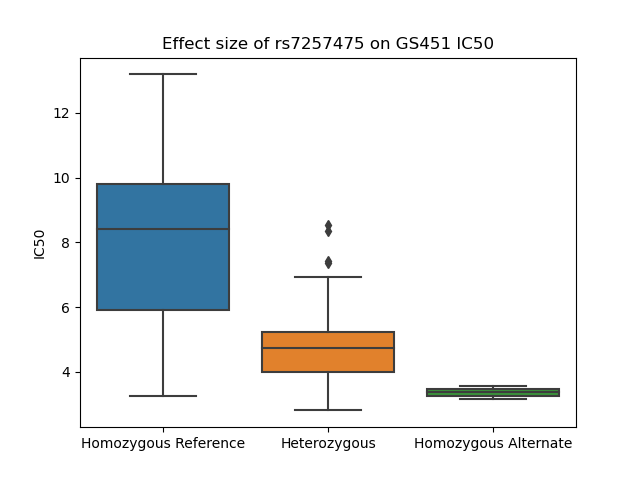 Effect size of rs7257475 on GS451 IC50
12
10
8
6
4
IC50
Homozygous Reference
Heterozygous
Homozygous Alternate